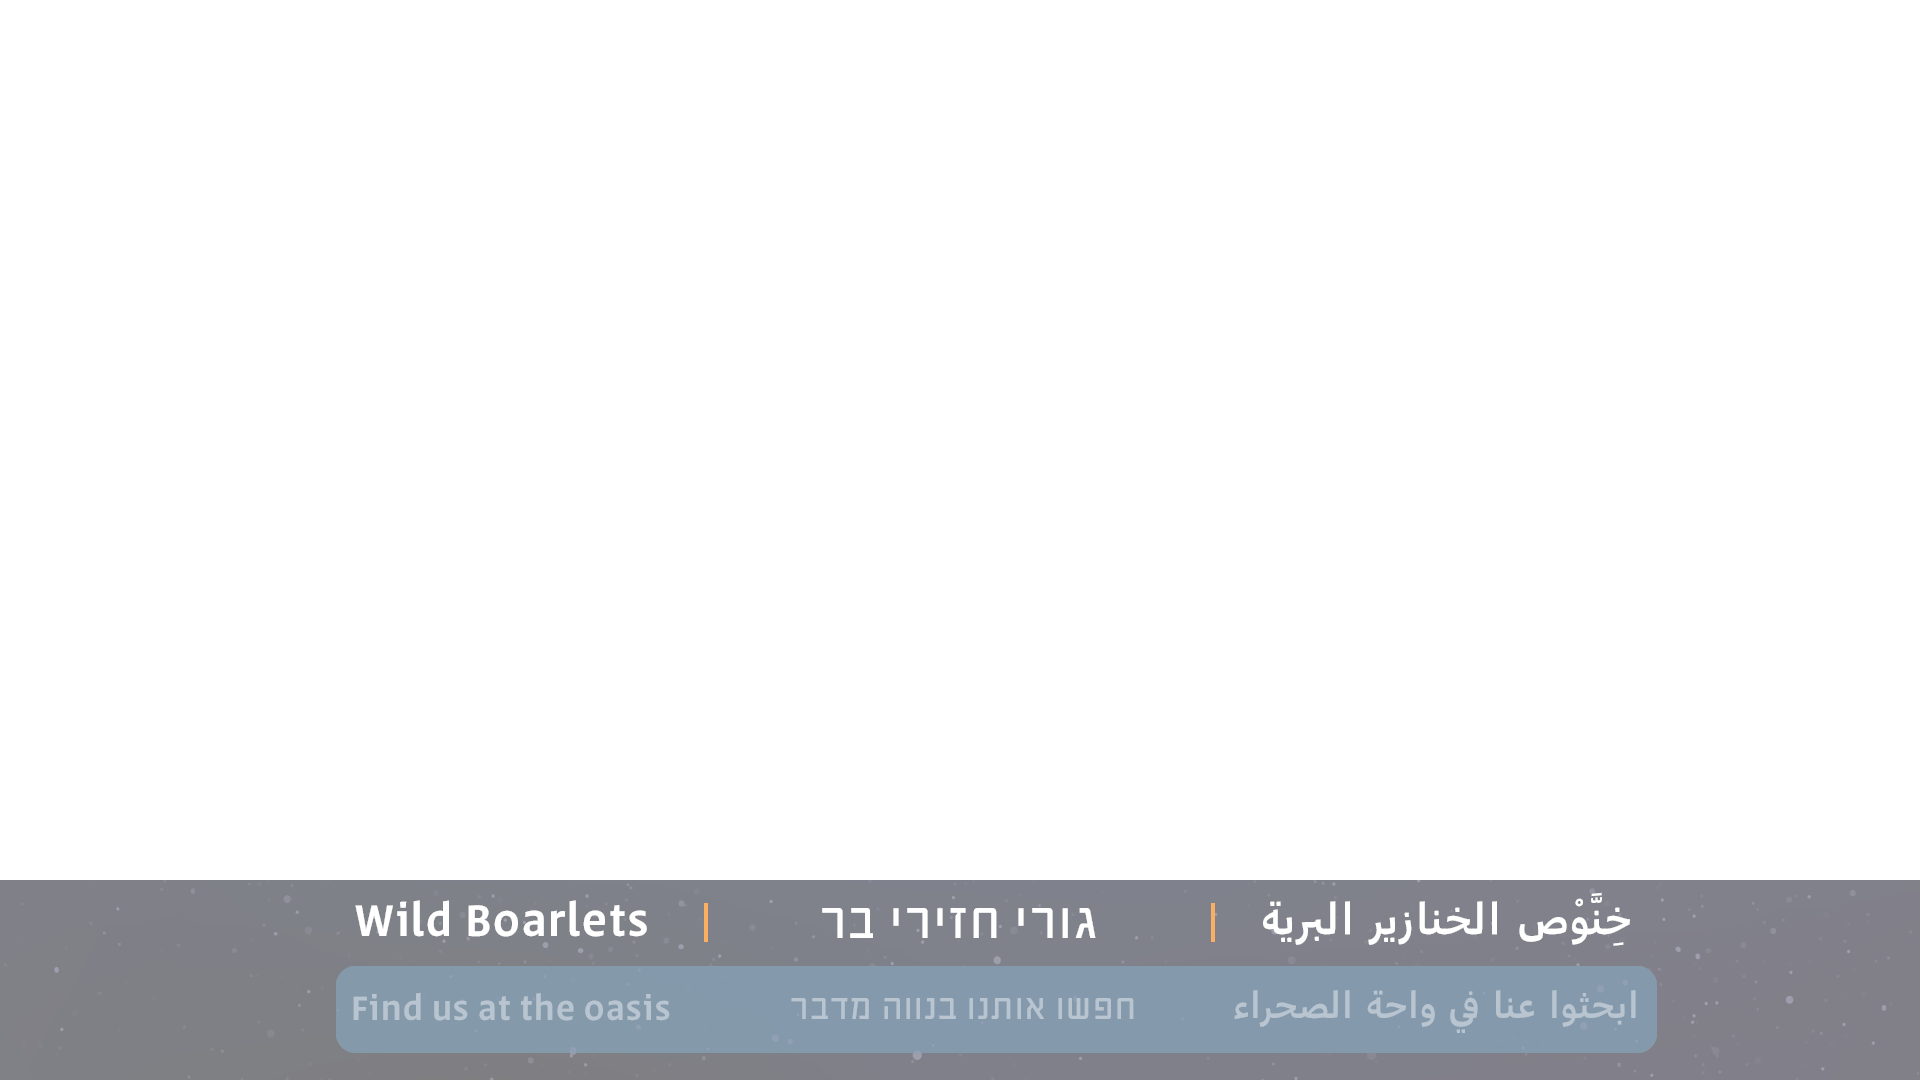 Wild Boarlets | גורי חזירי בר | خِنَّوْص الخنازير البرية
Find us at the oasis חפשו אותנו בנווה מדבר ابحثوا عنا في واحة الصحراء